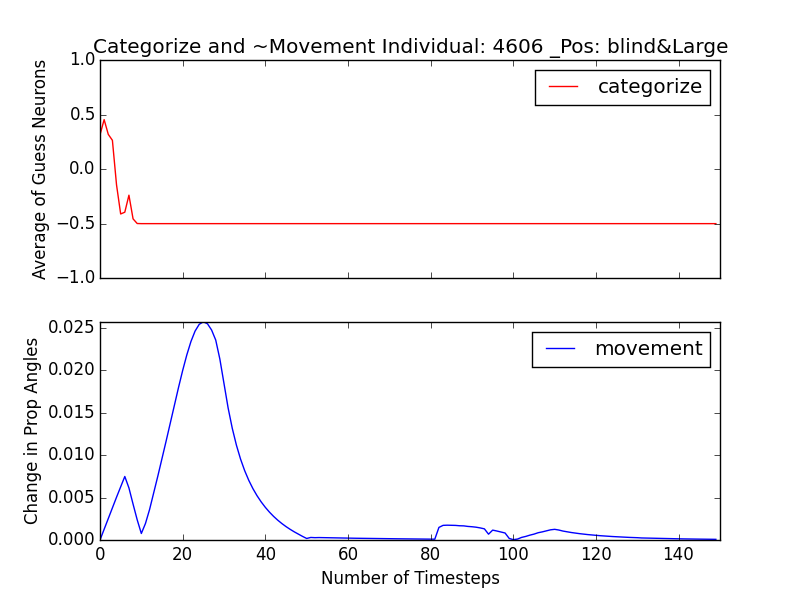 Categorize and ~Movement Individual: 4606 _Pos: blind&Large
1.0
0.5
0.0
−0.5
−1.0
Average of Guess Neurons
categorize
0.025
0.020
0.015
0.010
0.005
0.000
Change in Prop Angles
movement
0 20 40 60 80 100 120 140
Number of Timesteps